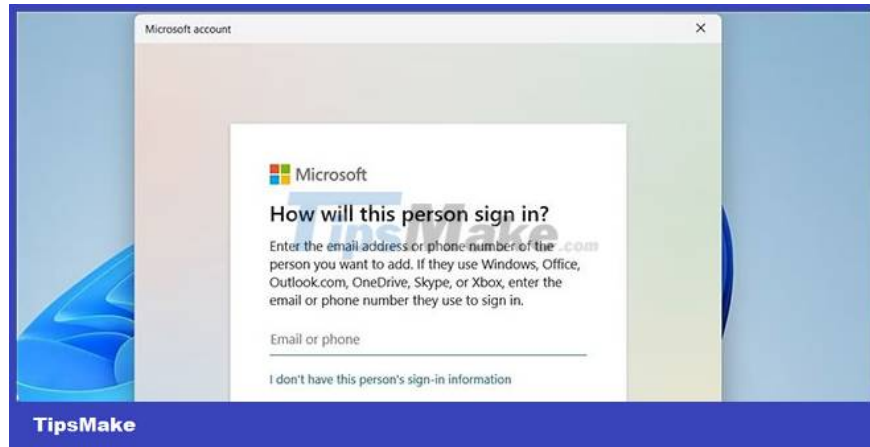 Microsoft account
Microsoft
How will this person sign in?
TipsMake.com
Enter the email address or phone number of the
person you want to add. If they use Windows, Office,
Outlook.com, OneDrive, Skype, or Xbox, enter the
email or phone number they use to sign in.
Email or phone
I don't have this person's sign-in information
TipsMake